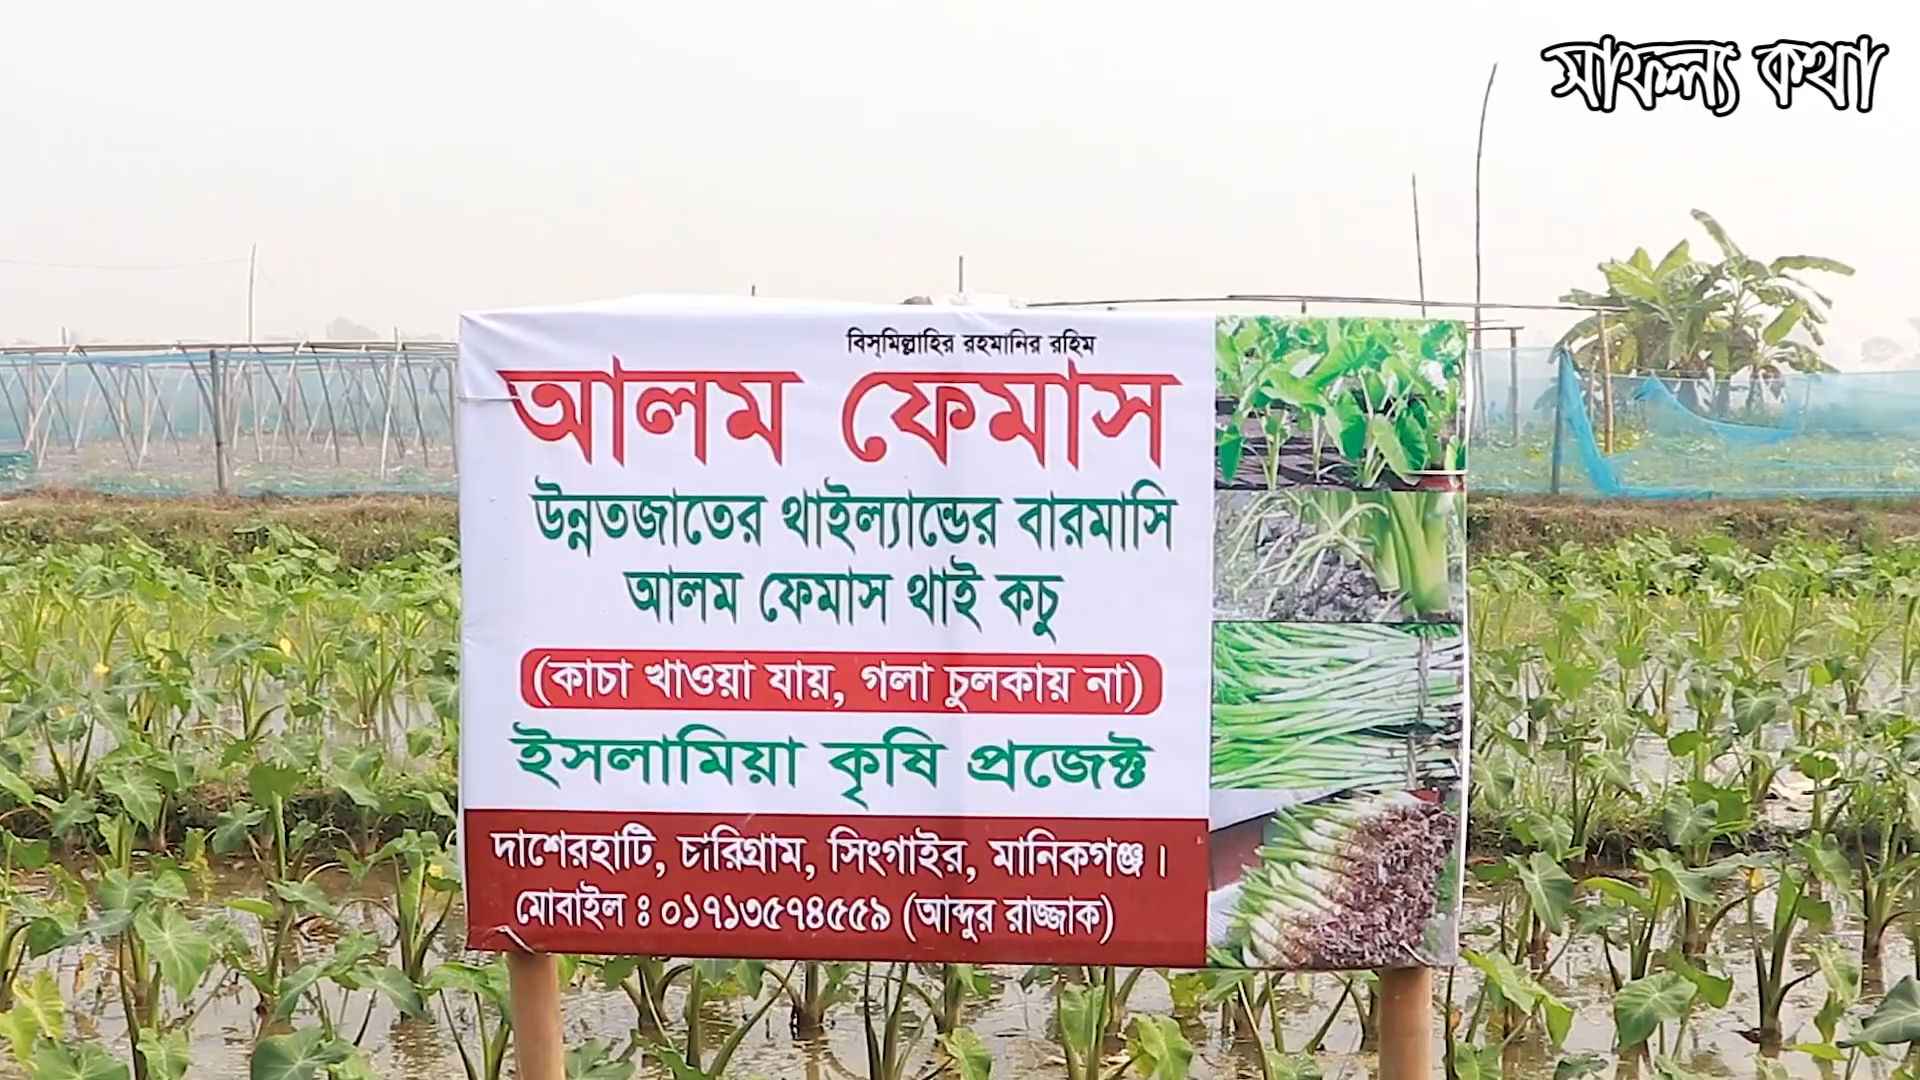 সাফল্য কথা
বিস্‌মিল্লাহির রহমানির রহিম
আলম ফেমাস
উন্নতজাতের থাইল্যান্ডের বারমাসি
আলম ফেমাস থাই কচু
(কাচা খাওয়া যায়, গলা চুলকায় না)
ইসলামিয়া কৃষি প্রজেক্ট
দাশেরহাটি, চারিগ্রাম, সিংগাইর, মানিকগঞ্জ।
মোবাইল ঃ ০১৭১৩৫৭৪৫৫৯ (আব্দুর রাজ্জাক)